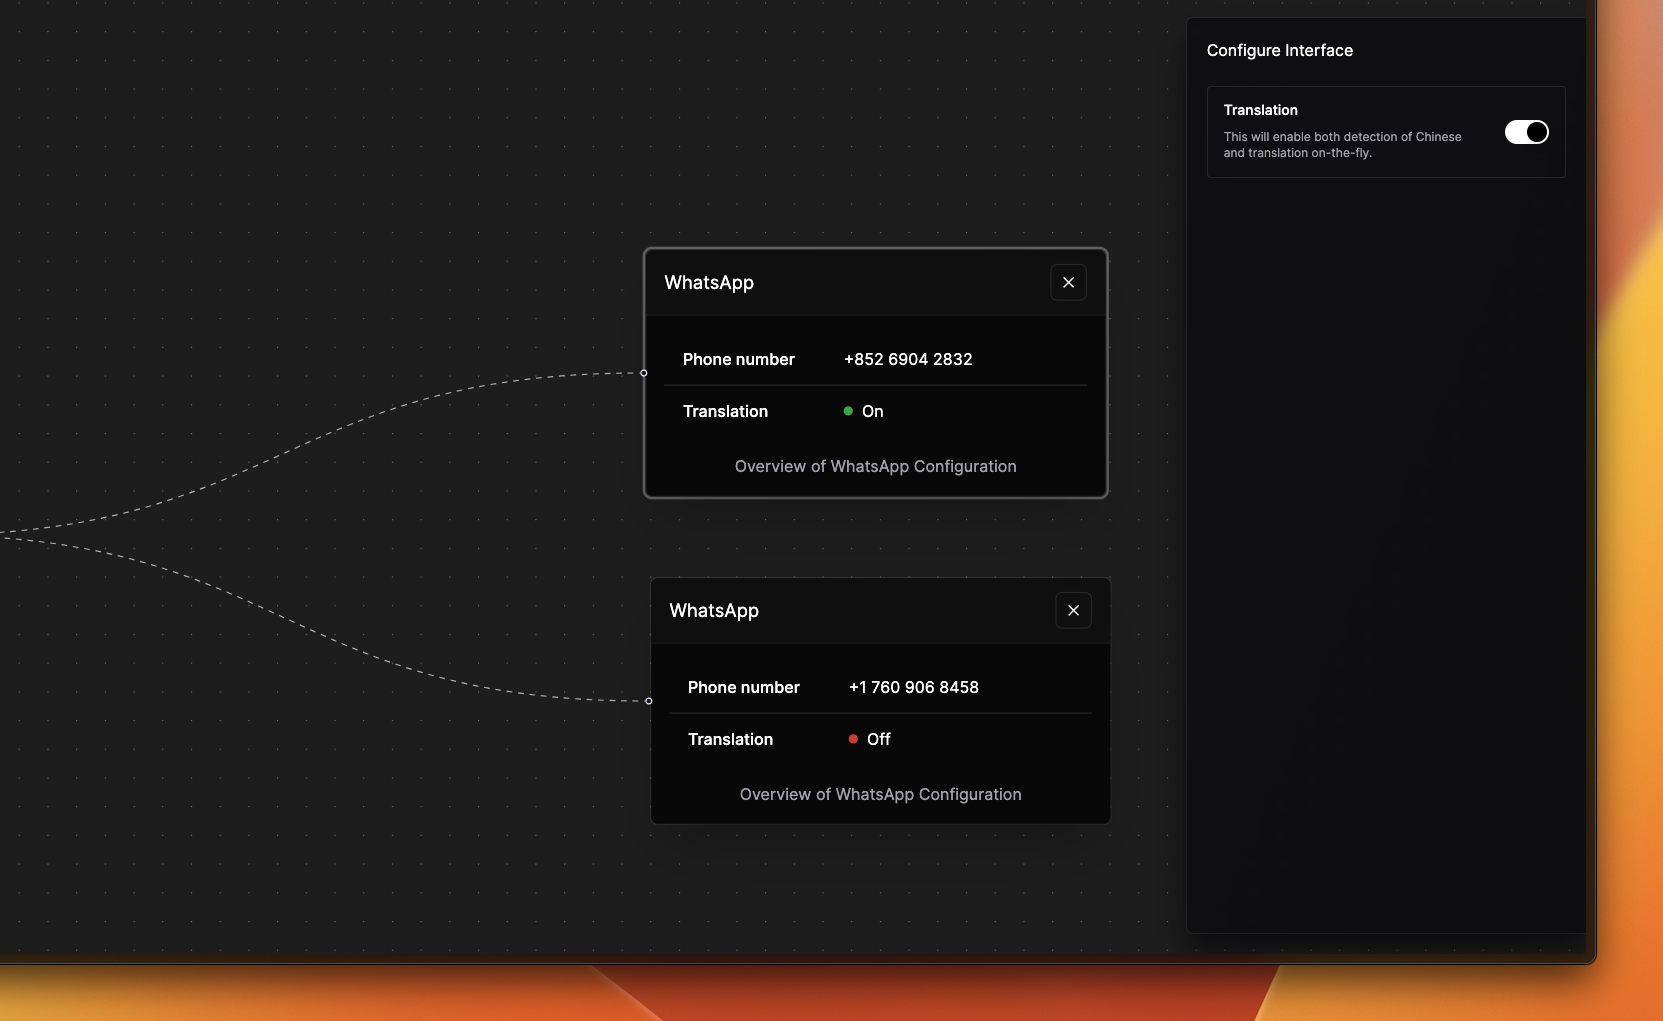 Configure Interface
Translation
This will enable both detection of Chinese
and translation on-the-fly.
WhatsApp
Phone number +852 6904 2832
Translation On
Overview of WhatsApp Configuration
WhatsApp
Phone number +1 760 906 8458
Translation Off
Overview of WhatsApp Configuration